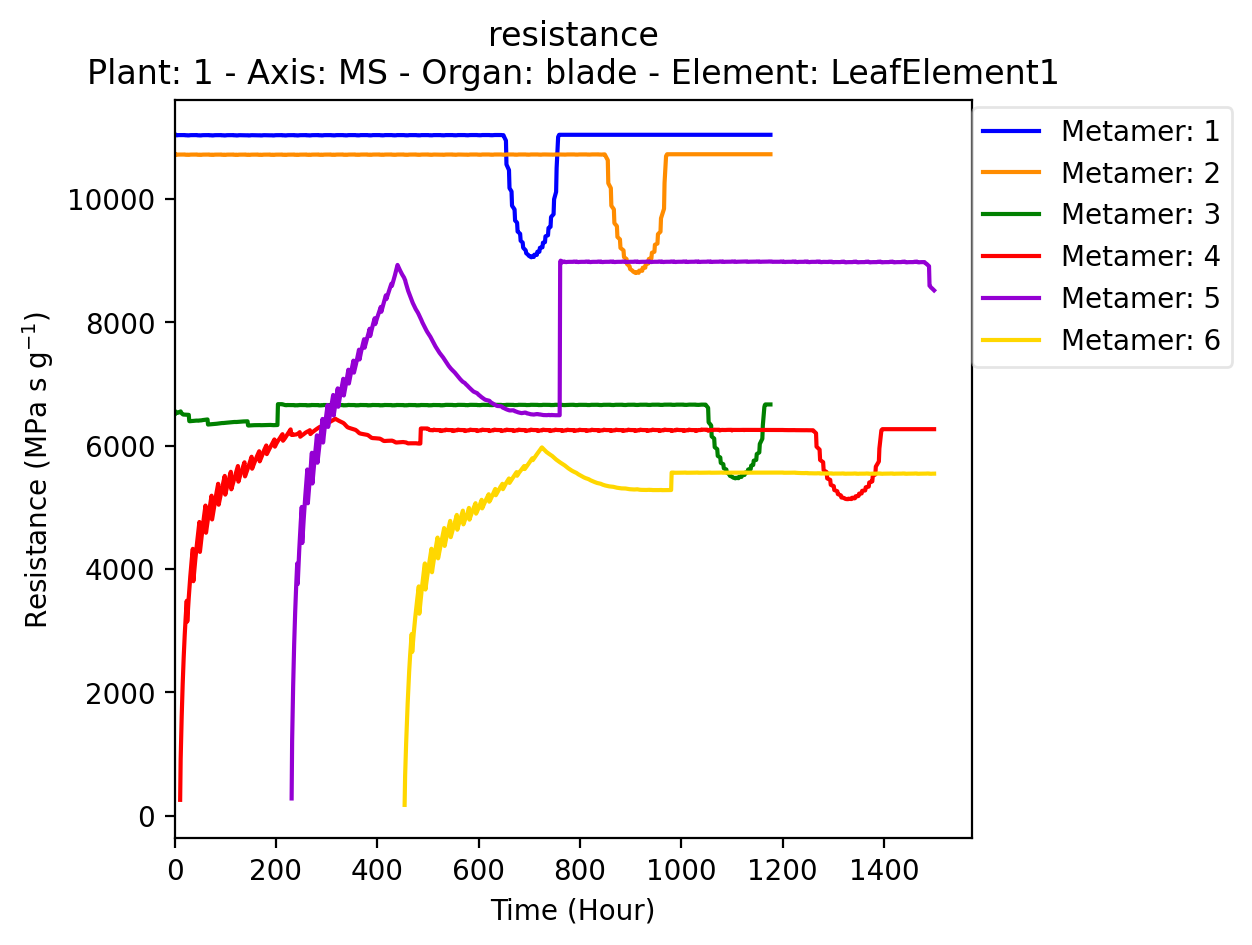 resistance
Plant: 1 - Axis: MS - Organ: blade - Element: LeafElement1
Metamer: 1
Metamer: 2
Metamer: 3
Metamer: 4
Metamer: 5
Metamer: 6
Resistance (MPa s g⁻¹)
10000
8000
6000
4000
2000
0
0 200 400 600 800 1000 1200 1400
Time (Hour)